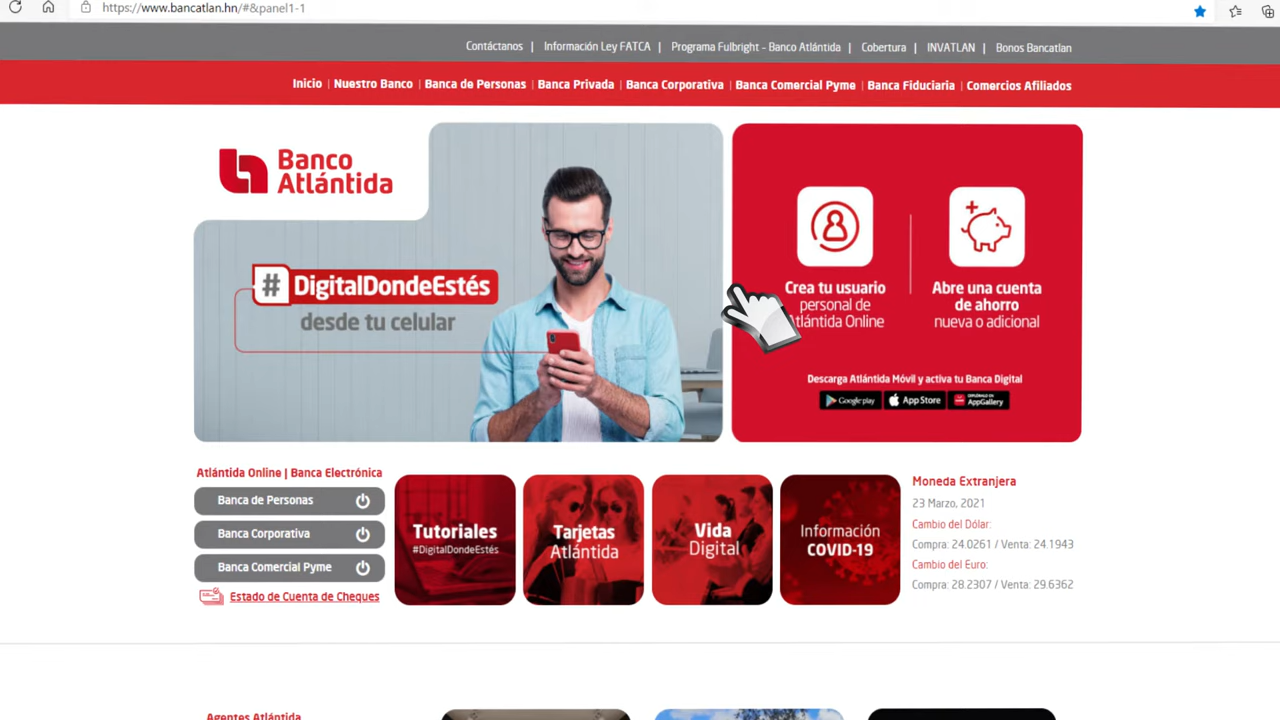 https://www.bancatlan.hn/#&panel1-1
Contáctanos | Información Ley FATCA | Programa Fulbright – Banco Atlántida | Cobertura | INVATLAN | Bonos Bancatlan
Inicio | Nuestro Banco | Banca de Personas | Banca Privada | Banca Corporativa | Banca Comercial Pyme | Banca Fiduciaria | Comercios Afiliados
Banco
Atlántida
# DigitalDondeEstés
desde tu celular
Crea tu usuario
personal de
Atlántida Online
Abre una cuenta
de ahorro
nueva o adicional
Descarga Atlántida Móvil y activa tu Banca Digital
Google play
App Store
AppGallery
Atlántida Online | Banca Electrónica
Banca de Personas
Banca Corporativa
Banca Comercial Pyme
Estado de Cuenta de Cheques
Tutoriales
#DigitalDondeEstés
Tarjetas
Atlántida
Vida
Digital
Información
COVID-19
Moneda Extranjera
23 Marzo, 2021
Cambio del Dólar:
Compra: 24.0261 / Venta: 24.1943
Cambio del Euro:
Compra: 28.2307 / Venta: 29.6362
Agentes Atlántida